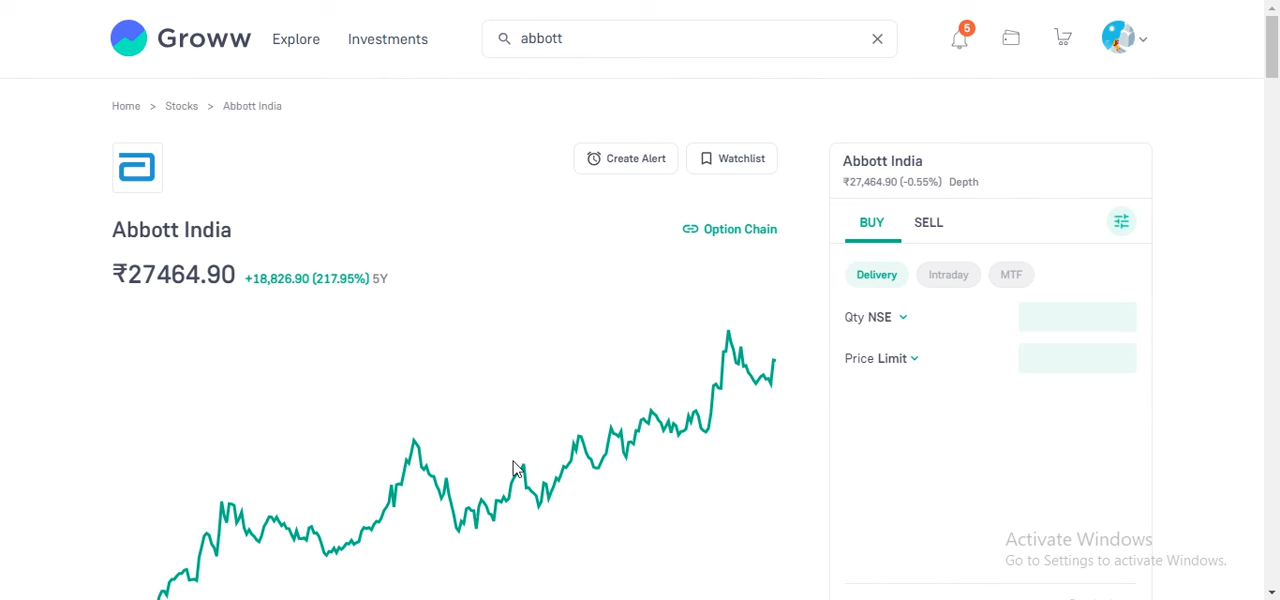 Groww Explore Investments abbott 5
Home > Stocks > Abbott India
Create Alert Watchlist
Abbott India
Option Chain
₹27464.90 +18,826.90 (217.95%) 5Y
Abbott India
₹27,464.90 (-0.55%) Depth
BUY SELL
Delivery Intraday MTF
Qty NSE
Price Limit
Activate Windows
Go to Settings to activate Windows.